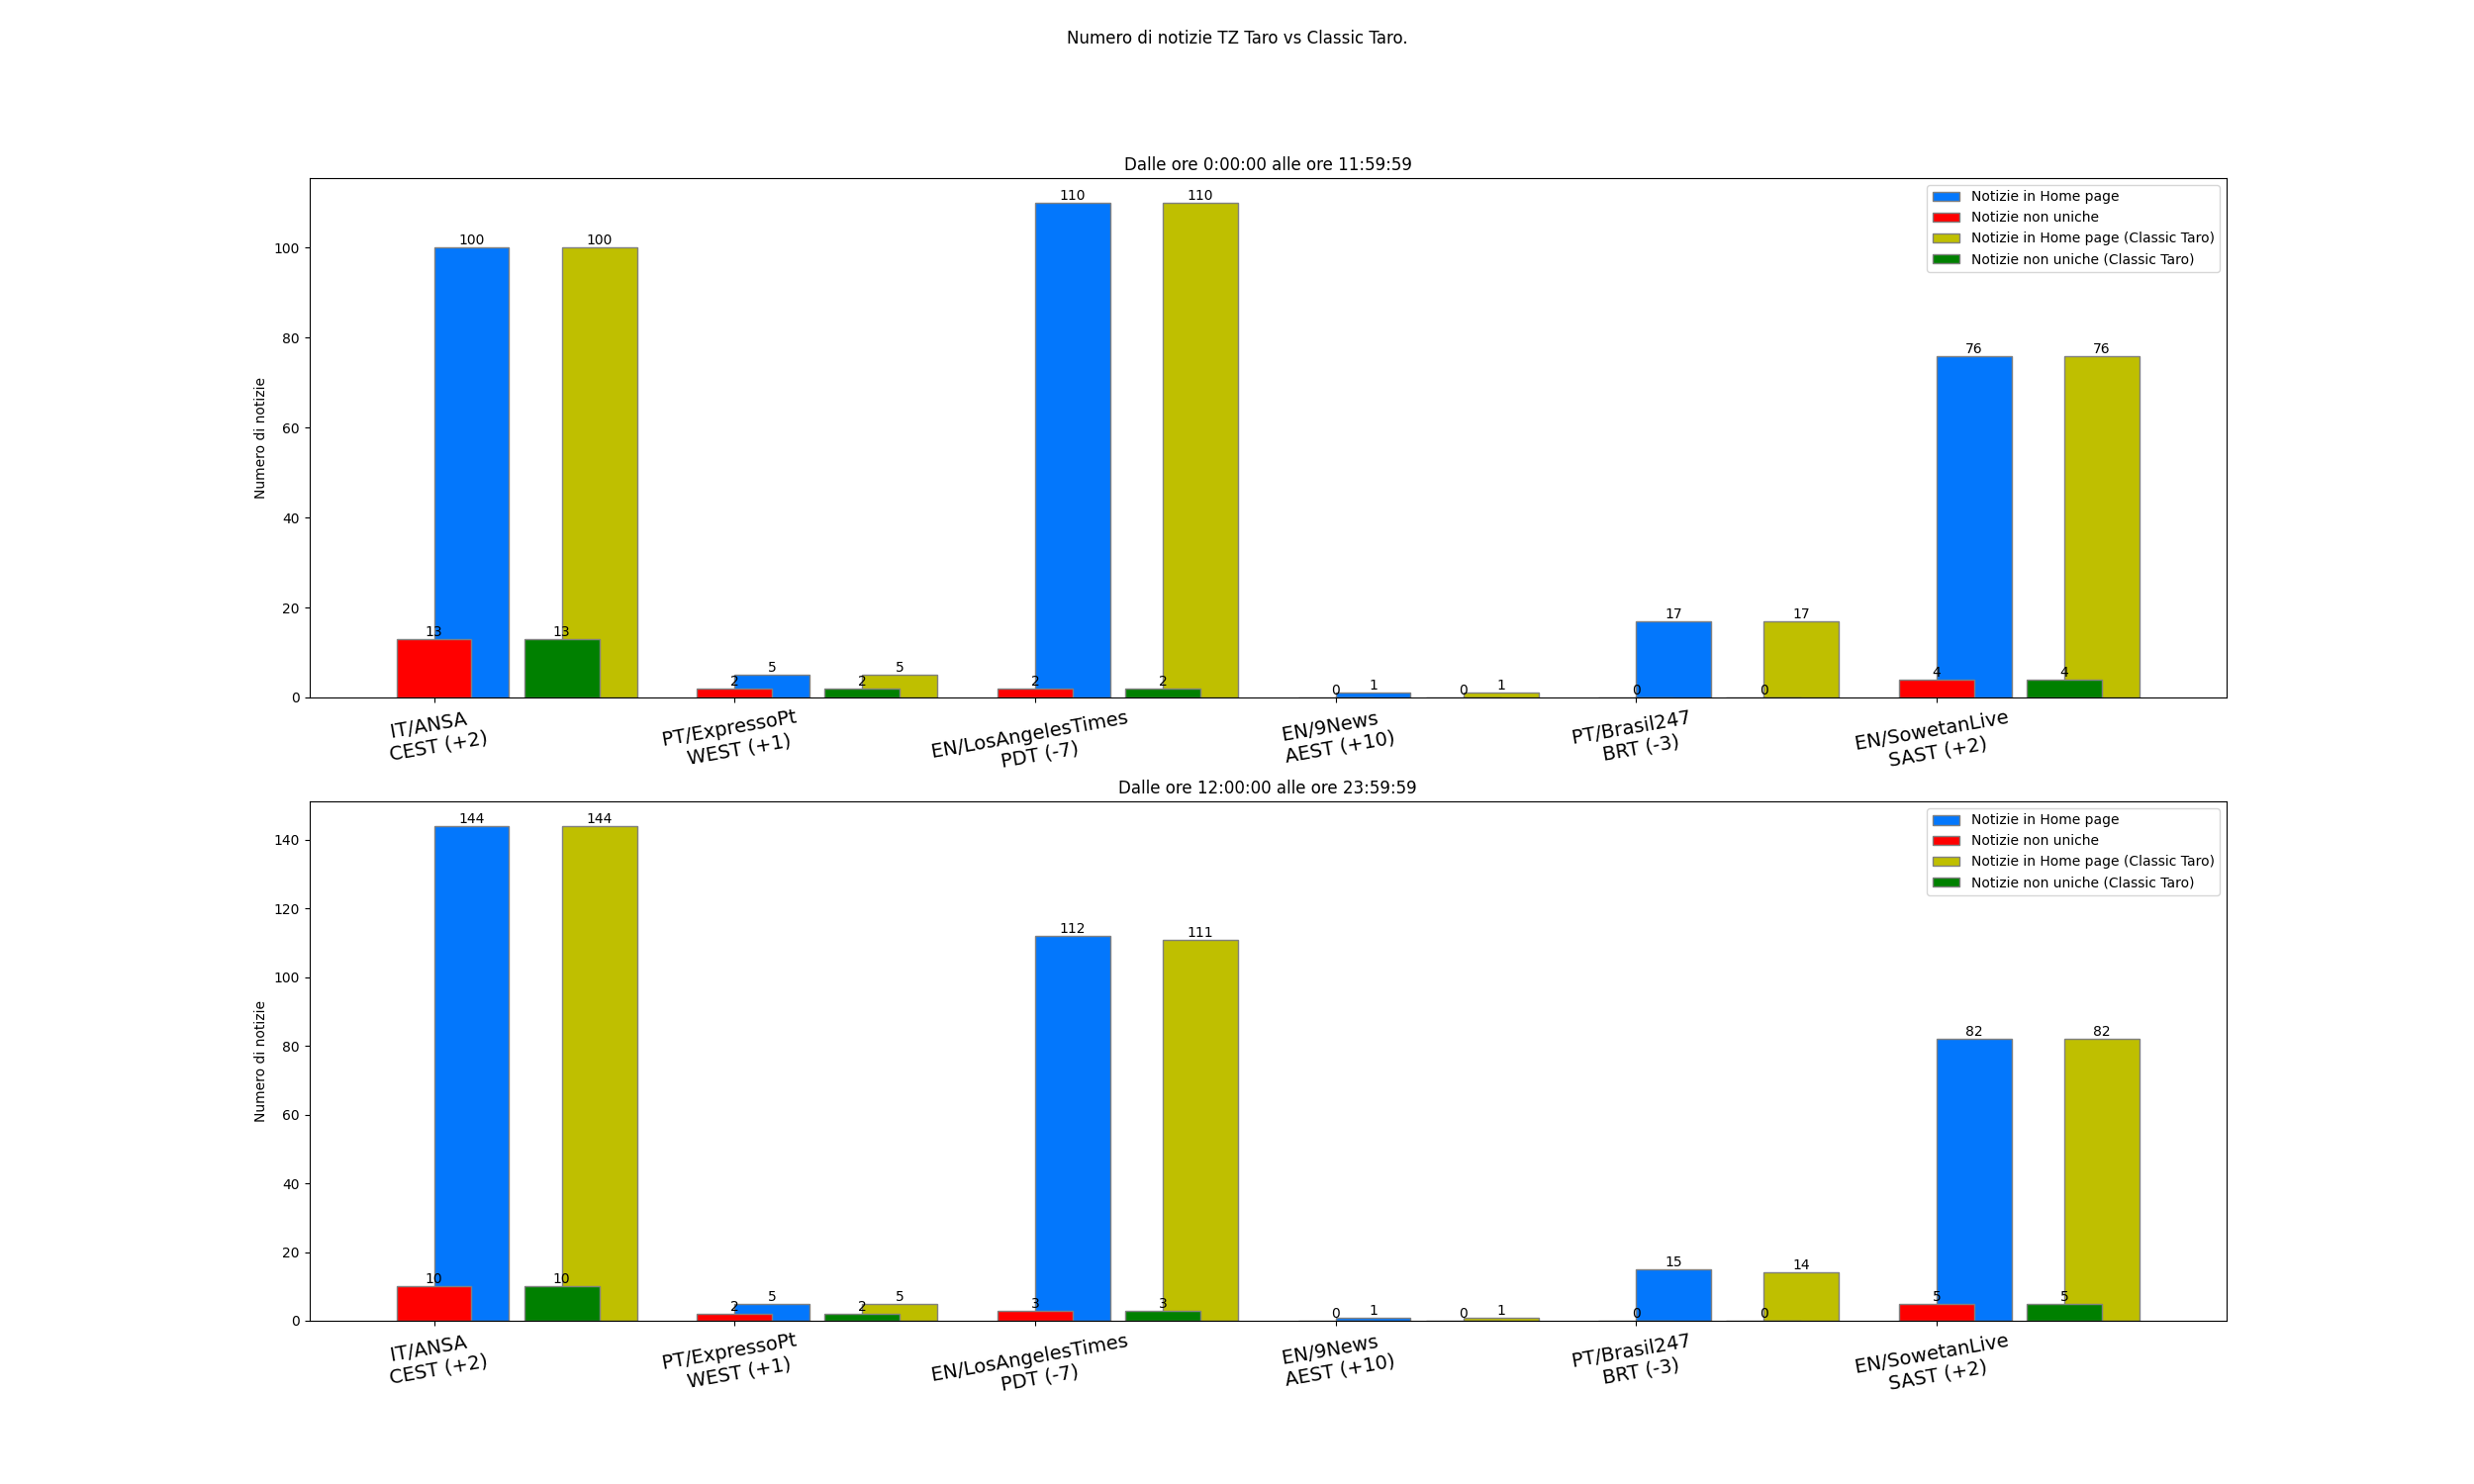 Numero di notizie TZ Taro vs Classic Taro.
Dalle ore 0:00:00 alle ore 11:59:59
Numero di notizie
100
80
60
40
20
0
Notizie in Home page
Notizie non uniche
Notizie in Home page (Classic Taro)
Notizie non uniche (Classic Taro)
13 100 13 100
2 5 2 5
2 110 2 110
0 1 0 1
0 17 0 17
4 76 4 76
IT/ANSA
CEST (+2)
PT/ExpressoPt
WEST (+1)
EN/LosAngelesTimes
PDT (-7)
EN/9News
AEST (+10)
PT/Brasil247
BRT (-3)
EN/SowetanLive
SAST (+2)
Dalle ore 12:00:00 alle ore 23:59:59
Numero di notizie
140
120
100
80
60
40
20
0
Notizie in Home page
Notizie non uniche
Notizie in Home page (Classic Taro)
Notizie non uniche (Classic Taro)
10 144 10 144
2 5 2 5
3 112 3 111
0 1 0 1
0 15 0 14
5 82 5 82
IT/ANSA
CEST (+2)
PT/ExpressoPt
WEST (+1)
EN/LosAngelesTimes
PDT (-7)
EN/9News
AEST (+10)
PT/Brasil247
BRT (-3)
EN/SowetanLive
SAST (+2)